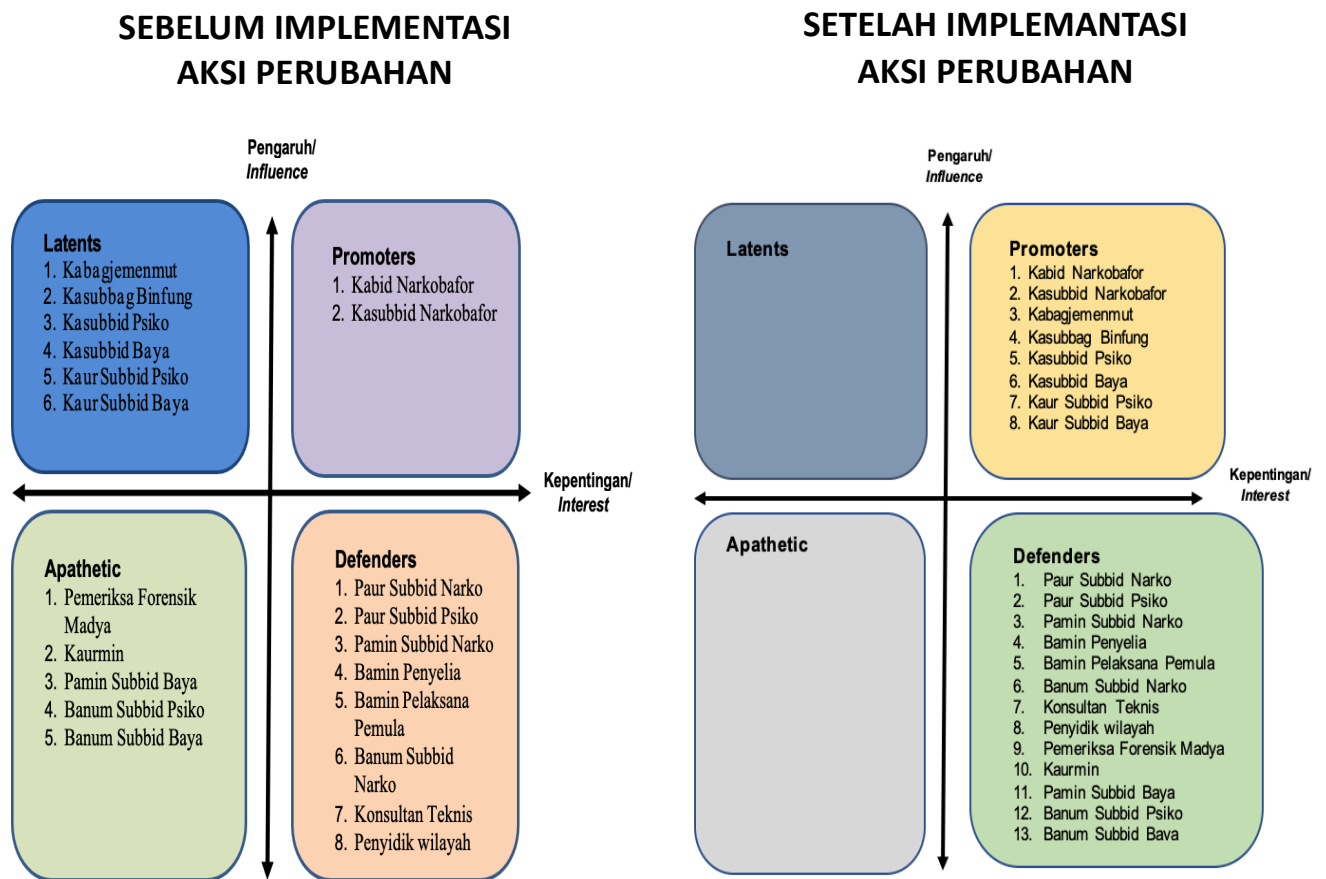 SEBELUM IMPLEMENTASI
AKSI PERUBAHAN
Pengaruh/
Influence
Latents
1. Kabagjemenmut
2. Kasubbag Binfung
3. Kasubbid Psiko
4. Kasubbid Baya
5. Kaur Subbid Psiko
6. Kaur Subbid Baya
Promoters
1. Kabid Narkobafor
2. Kasubbid Narkobafor
Kepentingan/
Interest
Apathetic
1. Pemeriksa Forensik
Madya
2. Kaurmin
3. Pamin Subbid Baya
4. Banum Subbid Psiko
5. Banum Subbid Baya
Defenders
1. Paur Subbid Narko
2. Paur Subbid Psiko
3. Pamin Subbid Narko
4. Bamin Penyelia
5. Bamin Pelaksana
Pemula
6. Banum Subbid
Narko
7. Konsultan Teknis
8. Penyidik wilayah
SETELAH IMPLEMANTASI
AKSI PERUBAHAN
Pengaruh/
Influence
Latents
Promoters
1. Kabid Narkobafor
2. Kasubbid Narkobafor
3. Kabagjemenmut
4. Kasubbag Binfung
5. Kasubbid Psiko
6. Kasubbid Baya
7. Kaur Subbid Psiko
8. Kaur Subbid Baya
Kepentingan/
Interest
Apathetic
Defenders
1. Paur Subbid Narko
2. Paur Subbid Psiko
3. Pamin Subbid Narko
4. Bamin Penyelia
5. Bamin Pelaksana Pemula
6. Banum Subbid Narko
7. Konsultan Teknis
8. Penyidik wilayah
9. Pemeriksa Forensik Madya
10. Kaurmin
11. Pamin Subbid Baya
12. Banum Subbid Psiko
13. Banum Subbid Bava